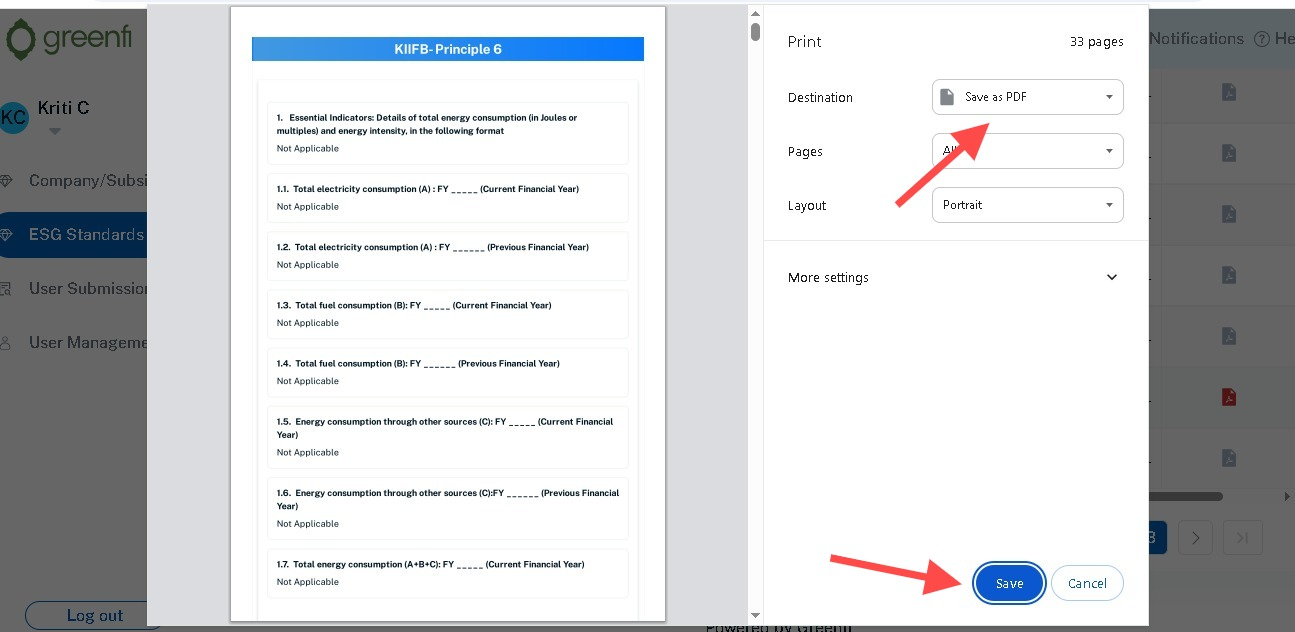 greenfi
KC
Kriti C
Company/Subsi
ESG Standards
User Submission
User Manageme
Log out
KIIFB- Principle 6
1. Essential Indicators: Details of total energy consumption (in Joules or
multiples) and energy intensity, in the following format
Not Applicable
1.1. Total electricity consumption (A) : FY _____ (Current Financial Year)
Not Applicable
1.2. Total electricity consumption (A) : FY ______ (Previous Financial Year)
Not Applicable
1.3. Total fuel consumption (B): FY _____ (Current Financial Year)
Not Applicable
1.4. Total fuel consumption (B): FY ______ (Previous Financial Year)
Not Applicable
1.5. Energy consumption through other sources (C): FY _____ (Current Financial
Year)
Not Applicable
1.6. Energy consumption through other sources (C):FY ______ (Previous Financial
Year)
Not Applicable
1.7. Total energy consumption (A+B+C): FY _____ (Current Financial Year)
Not Applicable
Print 33 pages
Destination Save as PDF
Pages All
Layout Portrait
More settings
Save Cancel
Notifications ? He
3
Powered by Greenfi